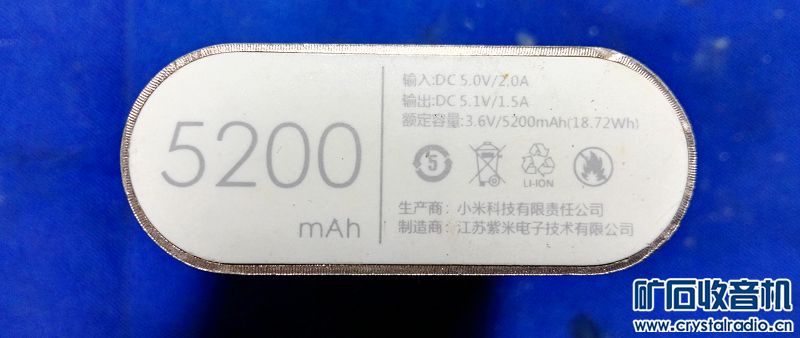 5200
mAh
输入:DC 5.0V/2.0A
输出:DC 5.1V/1.5A
额定容量:3.6V/5200mAh(18.72Wh)
5
LI-ION
生产商：小米科技有限责任公司
制造商：江苏紫米电子技术有限公司
矿石收音机
www.crystalradio.cn